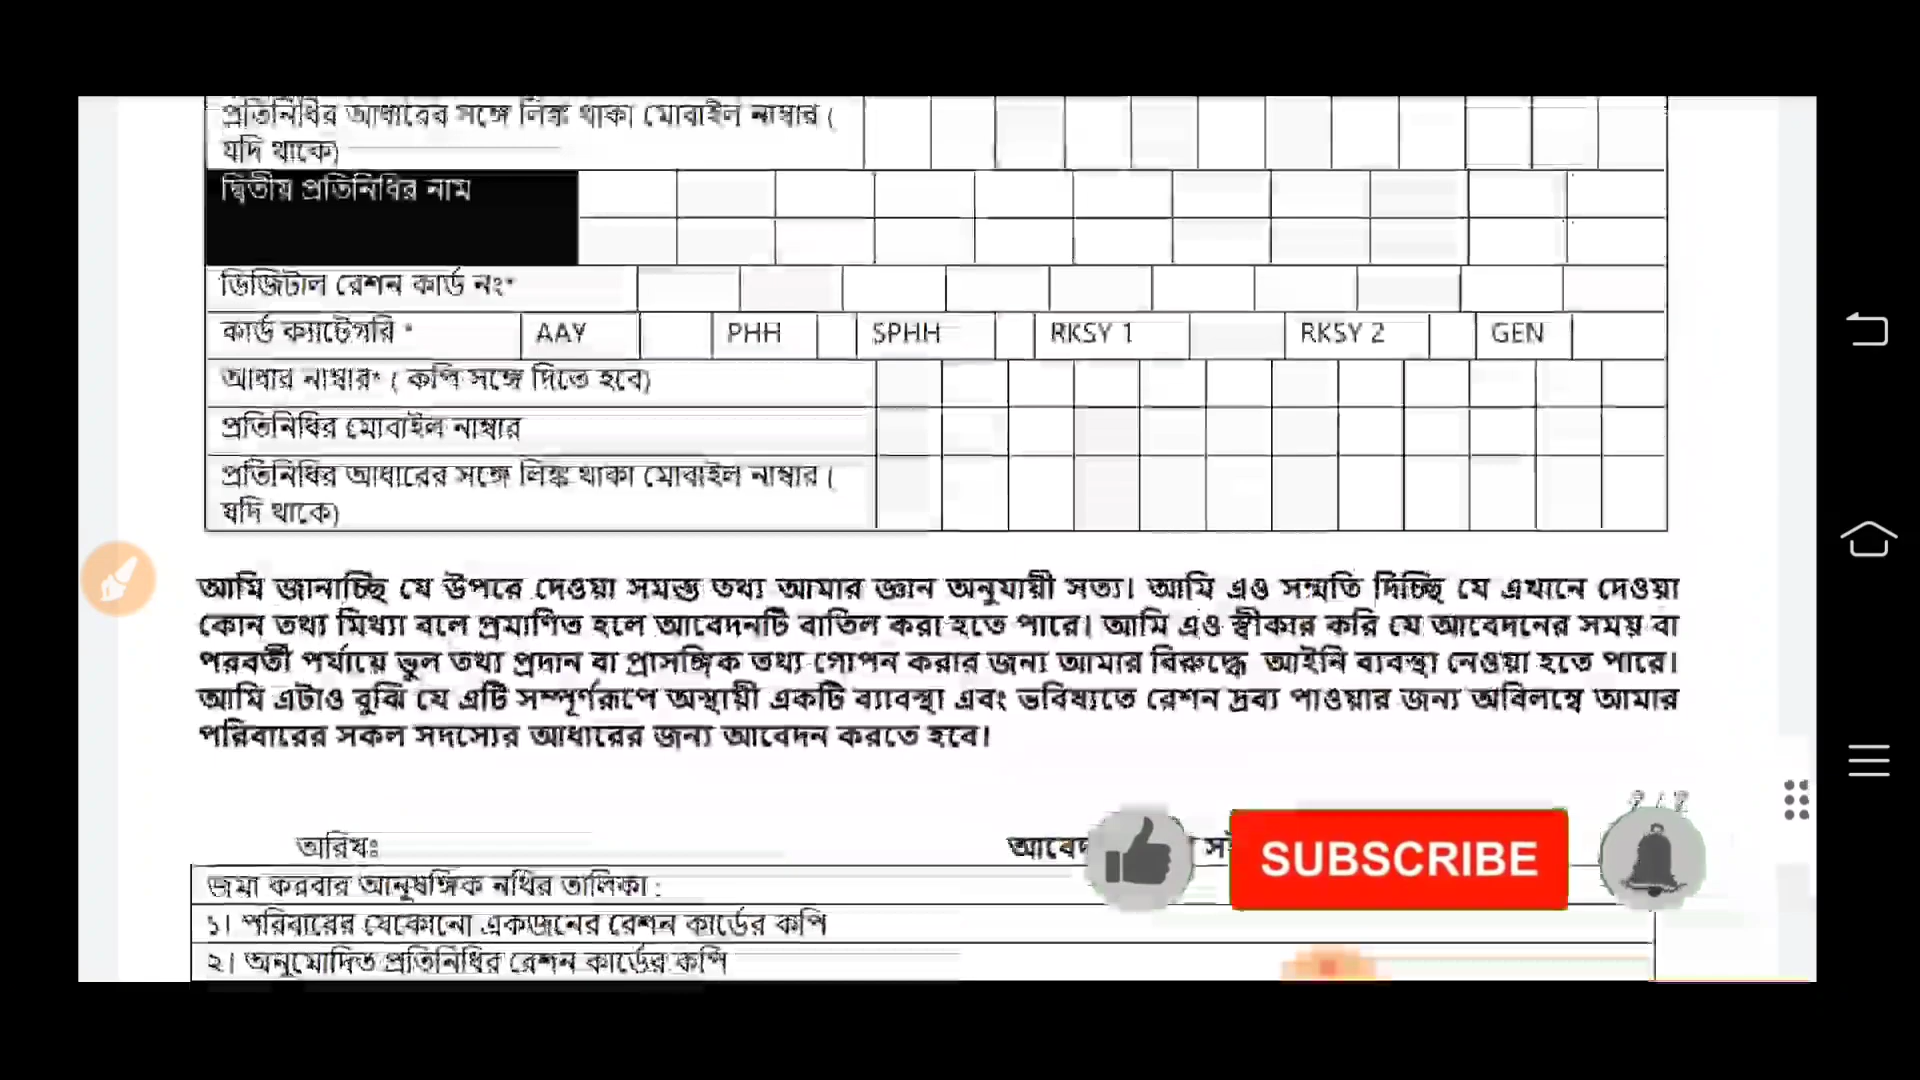 প্রতিনিধির আধারের সঙ্গে লিঙ্ক থাকা মোবাইল নাম্বার (
যদি থাকে)
দ্বিতীয় প্রতিনিধির নাম
ডিজিটাল রেশন কার্ড নং*
কার্ড ক্যাটেগরি * AAY PHH SPHH RKSY 1 RKSY 2 GEN
আধার নাম্বার* ( কপি সঙ্গে দিতে হবে)
প্রতিনিধির মোবাইল নাম্বার
প্রতিনিধির আধারের সঙ্গে লিঙ্ক থাকা মোবাইল নাম্বার (
যদি থাকে)
আমি জানাচ্ছি যে উপরে দেওয়া সমস্ত তথ্য আমার জ্ঞান অনুযায়ী সত্য। আমি এও সম্মতি দিচ্ছি যে এখানে দেওয়া
কোন তথ্য মিথ্যা বলে প্রমাণিত হলে আবেদনটি বাতিল করা হতে পারে। আমি এও স্বীকার করি যে আবেদনের সময় বা
পরবর্তী পর্যায়ে ভুল তথ্য প্রদান বা প্রাসঙ্গিক তথ্য গোপন করার জন্য আমার বিরুদ্ধে আইনি ব্যবস্থা নেওয়া হতে পারে।
আমি এটাও বুঝি যে এটি সম্পূর্ণরূপে অস্থায়ী একটি ব্যাবস্থা এবং ভবিষ্যতে রেশন দ্রব্য পাওয়ার জন্য অবিলম্বে আমার
পরিবারের সকল সদস্যের আধারের জন্য আবেদন করতে হবে।
তারিখঃ
SUBSCRIBE
জমা করবার আনুষঙ্গিক নথির তালিকা :
১। পরিবারের যেকোনো একজনের রেশন কার্ডের কপি
২। অনুমোদিত প্রতিনিধির রেশন কার্ডের কপি